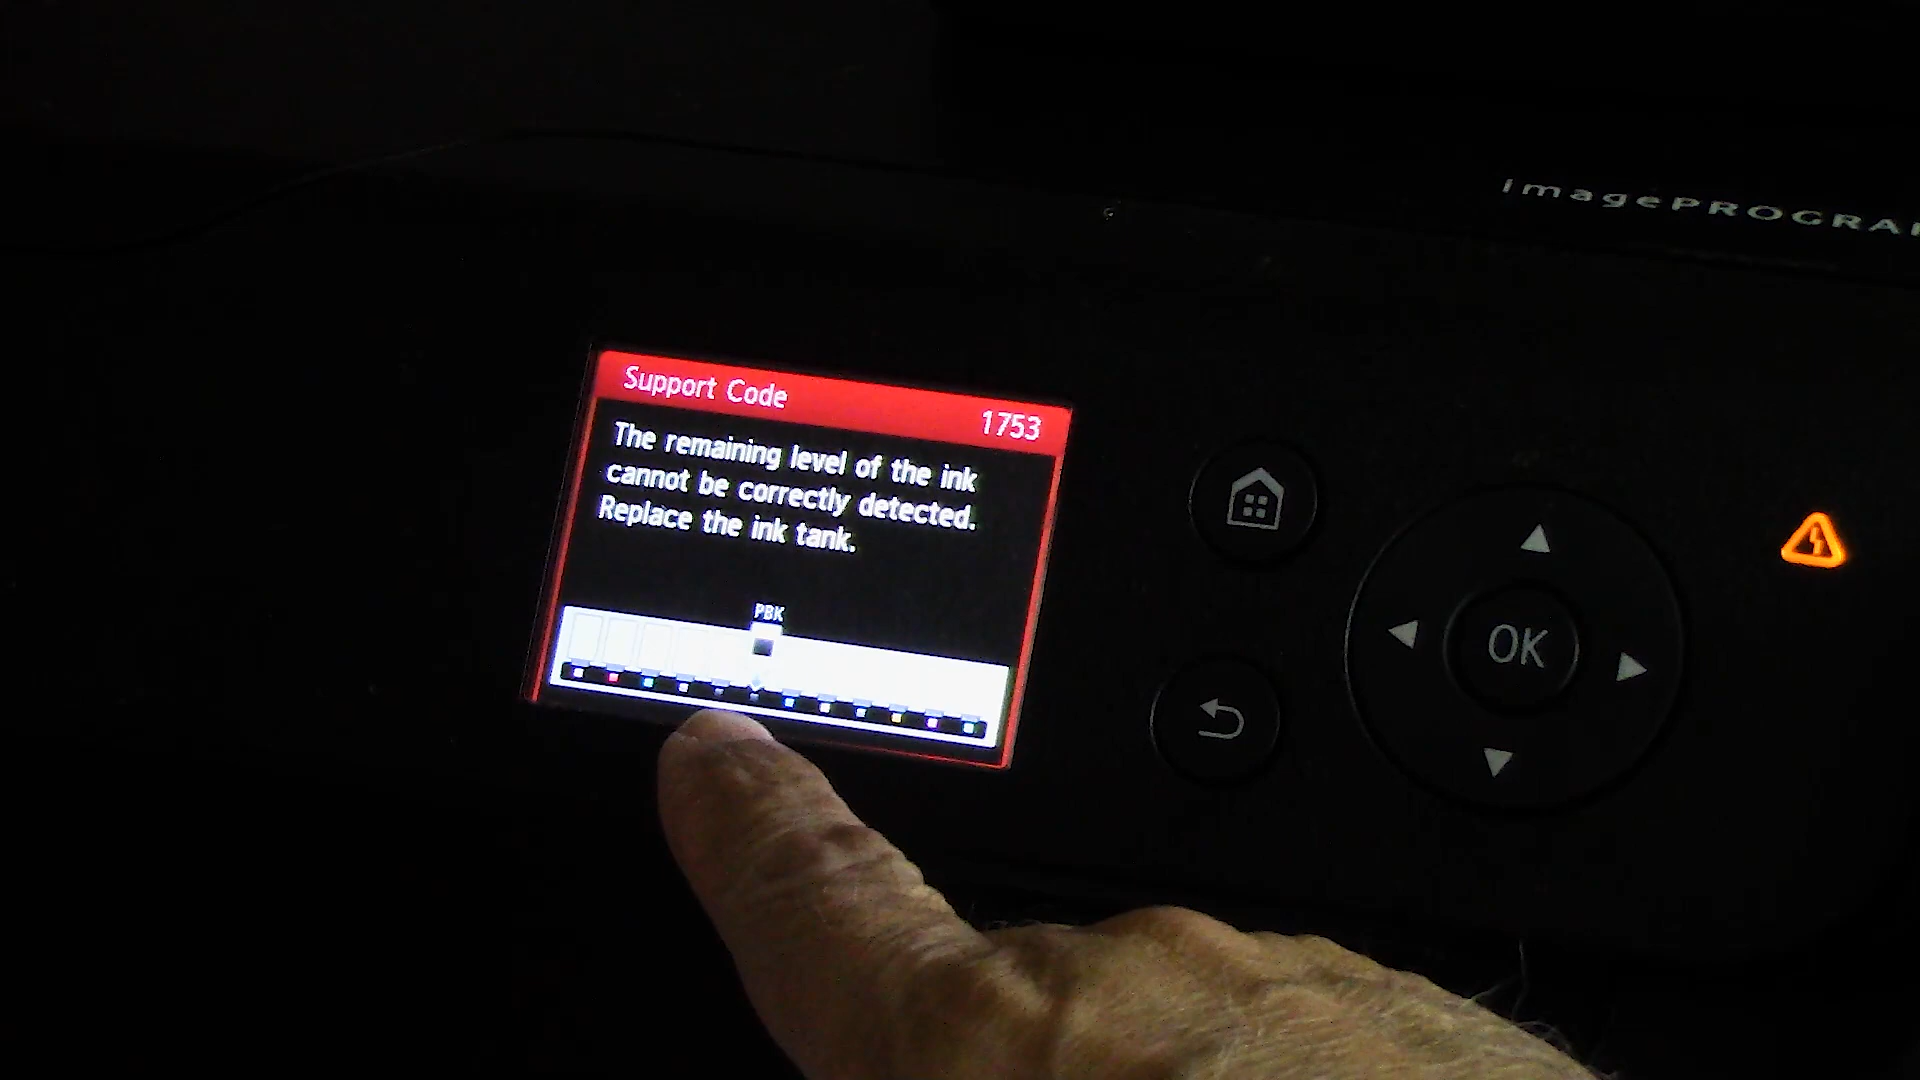 imagePROGRA
Support Code
1753
The remaining level of the ink
cannot be correctly detected.
Replace the ink tank.
PBK
OK